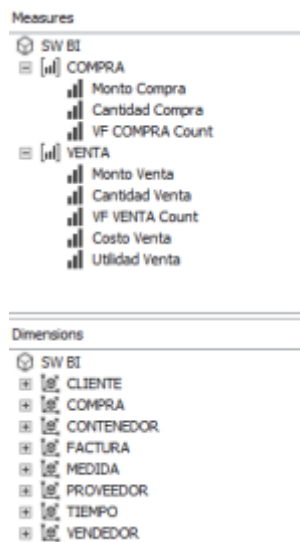 Measures
SW BI
COMPRA
Monto Compra
Cantidad Compra
VF COMPRA Count
VENTA
Monto Venta
Cantidad Venta
VF VENTA Count
Costo Venta
Utilidad Venta
Dimensions
SW BI
CLIENTE
COMPRA
CONTENEDOR
FACTURA
MEDIDA
PROVEEDOR
TIEMPO
VENDEDOR